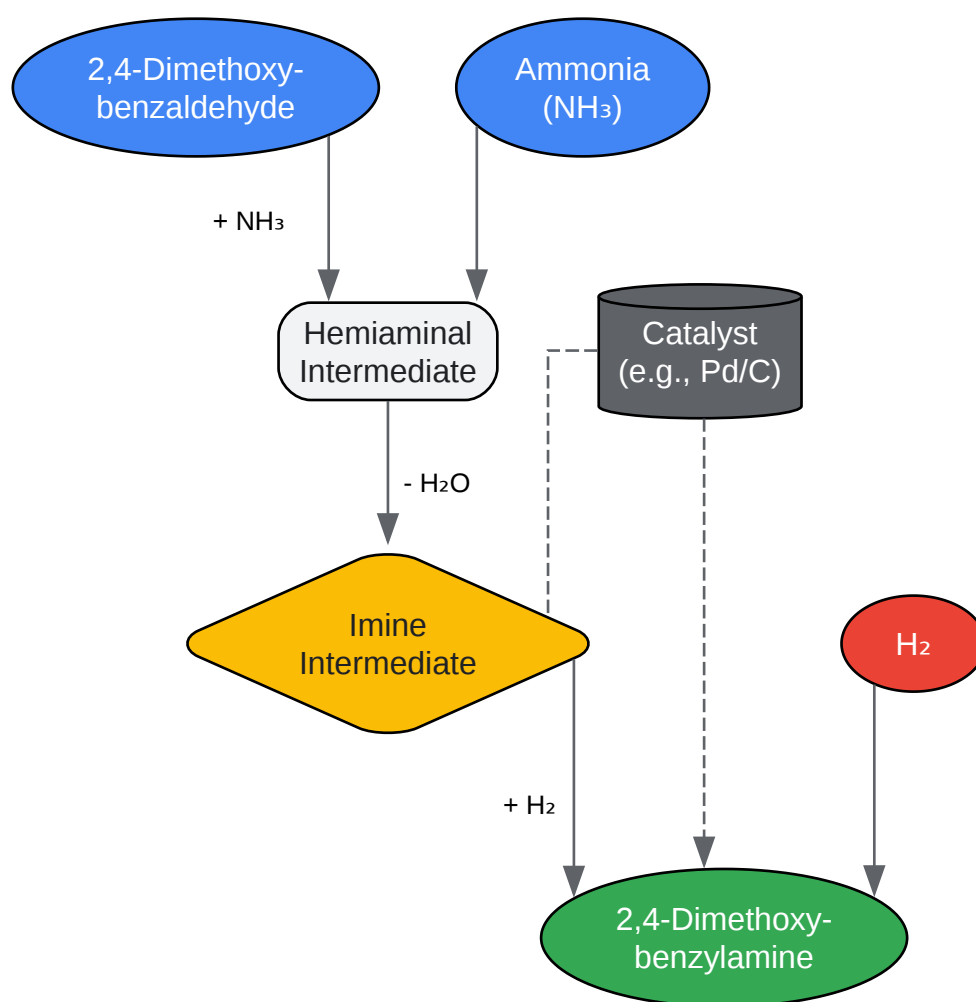 2,4-Dimethoxy-
benzaldehyde
Ammonia
(NH₃)
+ NH₃
Hemiaminal
Intermediate
Catalyst
(e.g., Pd/C)
- H₂O
Imine
Intermediate
H₂
+ H₂
2,4-Dimethoxy-
benzylamine